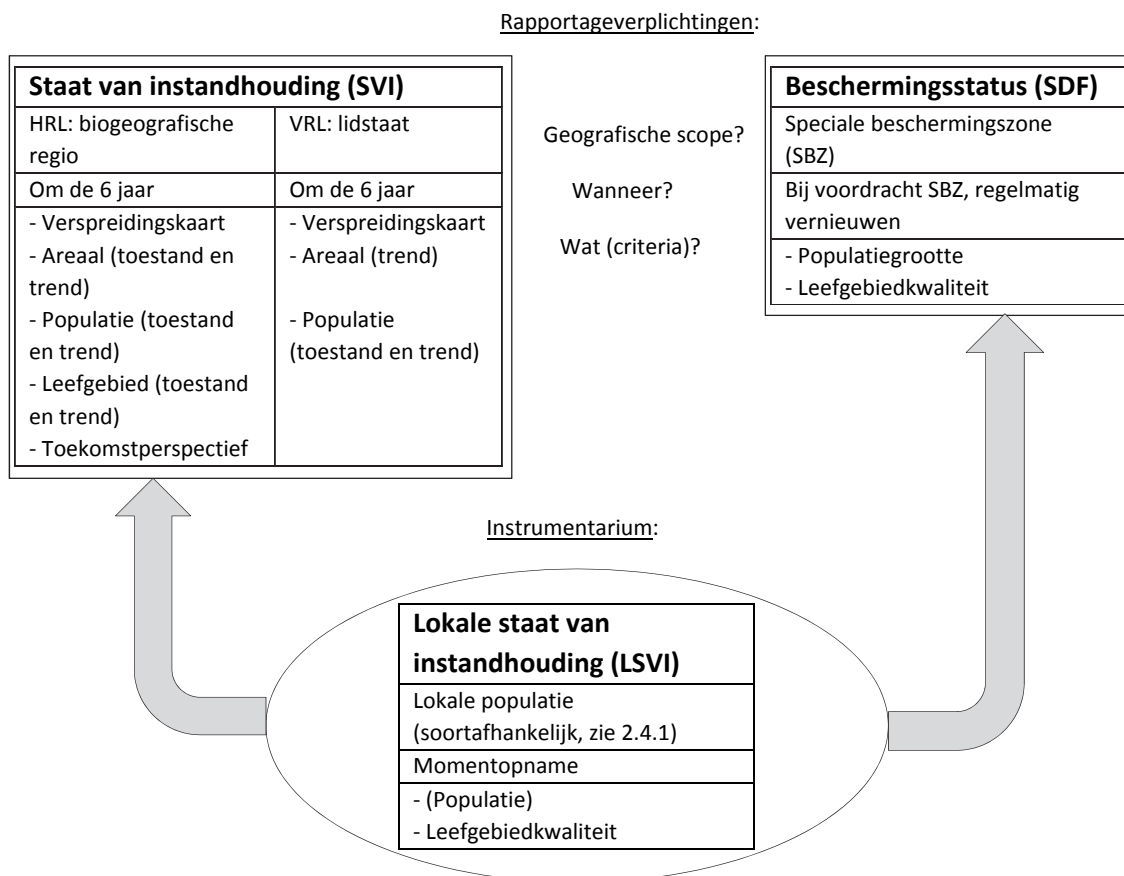 Rapportageverplichtingen:
Staat van instandhouding (SVI)
HRL: biogeografische
regio
VRL: lidstaat
Om de 6 jaar
Om de 6 jaar
- Verspreidingskaart
- Areaal (toestand en
trend)
- Populatie (toestand
en trend)
- Leefgebied (toestand
en trend)
- Toekomstperspectief
- Verspreidingskaart
- Areaal (trend)
- Populatie
(toestand en trend)
Geografische scope?
Wanneer?
Wat (criteria)?
Beschermingsstatus (SDF)
Speciale beschermingszone
(SBZ)
Bij voordracht SBZ, regelmatig
vernieuwen
- Populatiegrootte
- Leefgebiedkwaliteit
Instrumentarium:
Lokale staat van
instandhouding (LSVI)
Lokale populatie
(soortafhankelijk, zie 2.4.1)
Momentopname
- (Populatie)
- Leefgebiedkwaliteit